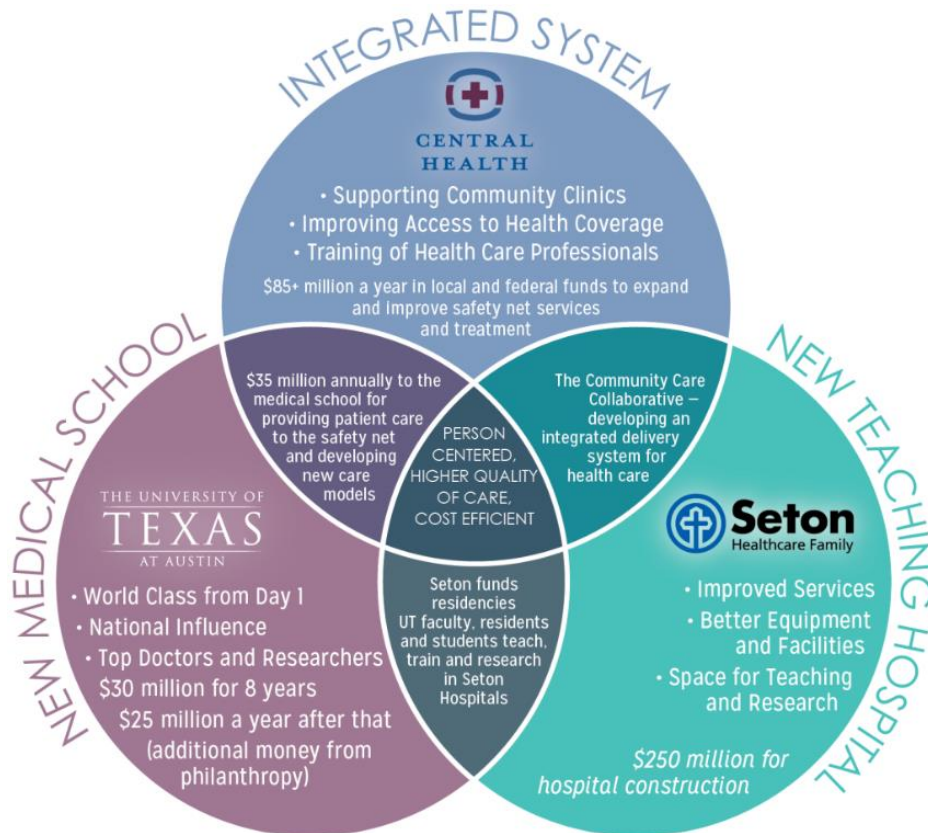 INTEGRATED SYSTEM
CENTRAL
HEALTH
• Supporting Community Clinics
• Improving Access to Health Coverage
• Training of Health Care Professionals
$85+ million a year in local and federal funds to expand
and improve safety net services
and treatment
$35 million annually to the
medical school for
providing patient care
to the safety net
and developing
new care
models
The Community Care
Collaborative –
developing an
integrated delivery
system for
health care
PERSON
CENTERED,
HIGHER QUALITY
OF CARE,
COST EFFICIENT
NEW MEDICAL SCHOOL
THE UNIVERSITY OF
TEXAS
AT AUSTIN
• World Class from Day 1
• National Influence
• Top Doctors and Researchers
$30 million for 8 years
$25 million a year after that
(additional money from
philanthropy)
Seton funds
residencies
UT faculty, residents
and students teach,
train and research
in Seton
Hospitals
NEW TEACHING HOSPITAL
Seton
Healthcare Family
• Improved Services
• Better Equipment
and Facilities
• Space for Teaching
and Research
$250 million for
hospital construction